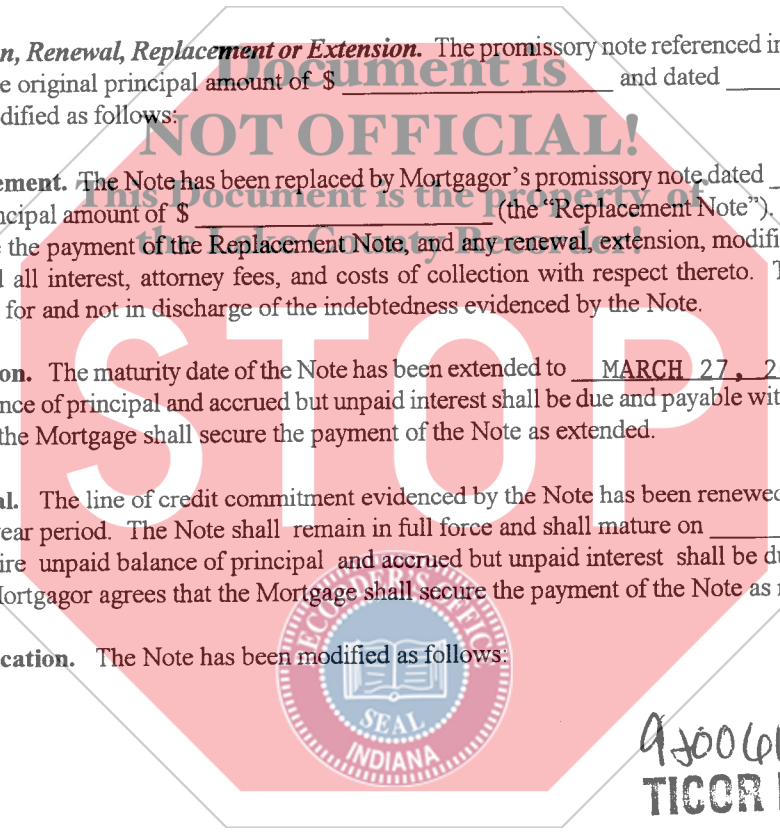 n, Renewal, Replacement or Extension. The promissory note referenced in
e original principal amount of $ ____ and dated ____
Document is
dified as follows:
NOT OFFICIAL!
ement. The Note has been replaced by Mortgagor's promissory note dated
This Document is the property of
ncipal amount of $ ____ (the "Replacement Note").
the Lake County Recorder!
the payment of the Replacement Note, and any renewal, extension, modifi
all interest, attorney fees, and costs of collection with respect thereto.
for and not in discharge of the indebtedness evidenced by the Note.
STOP
on. The maturity date of the Note has been extended to MARCH 27, 2
nce of principal and accrued but unpaid interest shall be due and payable wit
the Mortgage shall secure the payment of the Note as extended.
al. The line of credit commitment evidenced by the Note has been renewed
year period. The Note shall remain in full force and shall mature on ____
ire unpaid balance of principal and accrued but unpaid interest shall be du
Mortgagor agrees that the Mortgage shall secure the payment of the Note as
cation. The Note has been modified as follows:
RECORDER'S OFFICE
SEAL
INDIANA
TICOR